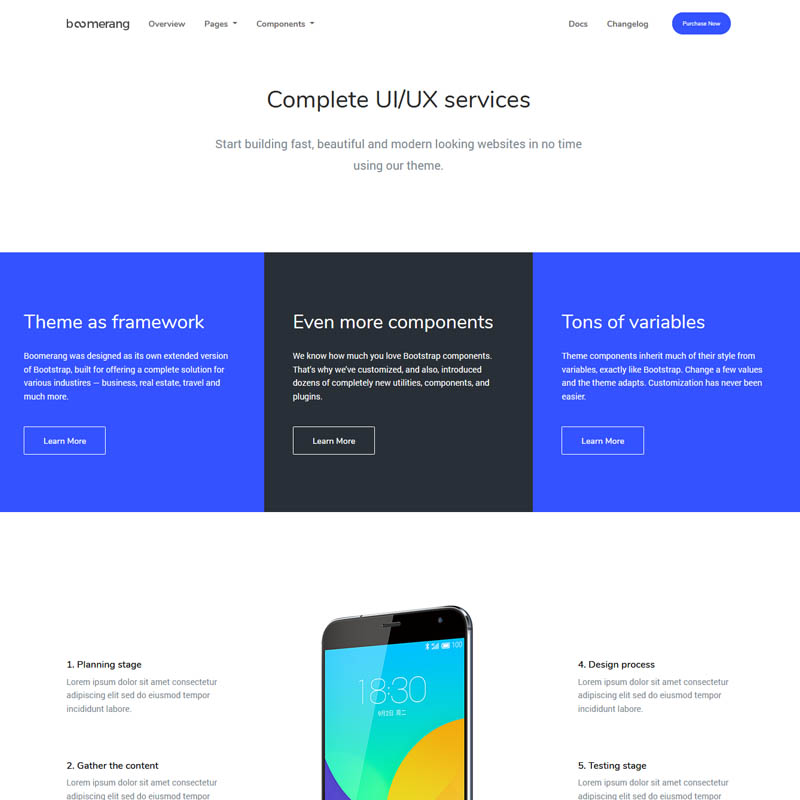 boomerang
Overview
Pages
Components
Docs
Changelog
Purchase Now
Complete UI/UX services
Start building fast, beautiful and modern looking websites in no time
using our theme.
Theme as framework
Boomerang was designed as its own extended version
of Bootstrap, built for offering a complete solution for
various industires — business, real estate, travel and
much more.
Learn More
Even more components
We know how much you love Bootstrap components.
That's why we've customized, and also, introduced
dozens of completely new utilities, components, and
plugins.
Learn More
Tons of variables
Theme components inherit much of their style from
variables, exactly like Bootstrap. Change a few values
and the theme adapts. Customization has never been
easier.
Learn More
1. Planning stage
Lorem ipsum dolor sit amet consectetur
adipiscing elit sed do eiusmod tempor
incididunt labore.
2. Gather the content
Lorem ipsum dolor sit amet consectetur
adipiscing elit sed do eiusmod tempor
100
18:30
9月2日 周二
4. Design process
Lorem ipsum dolor sit amet consectetur
adipiscing elit sed do eiusmod tempor
incididunt labore.
5. Testing stage
Lorem ipsum dolor sit amet consectetur
adipiscing elit sed do eiusmod tempor